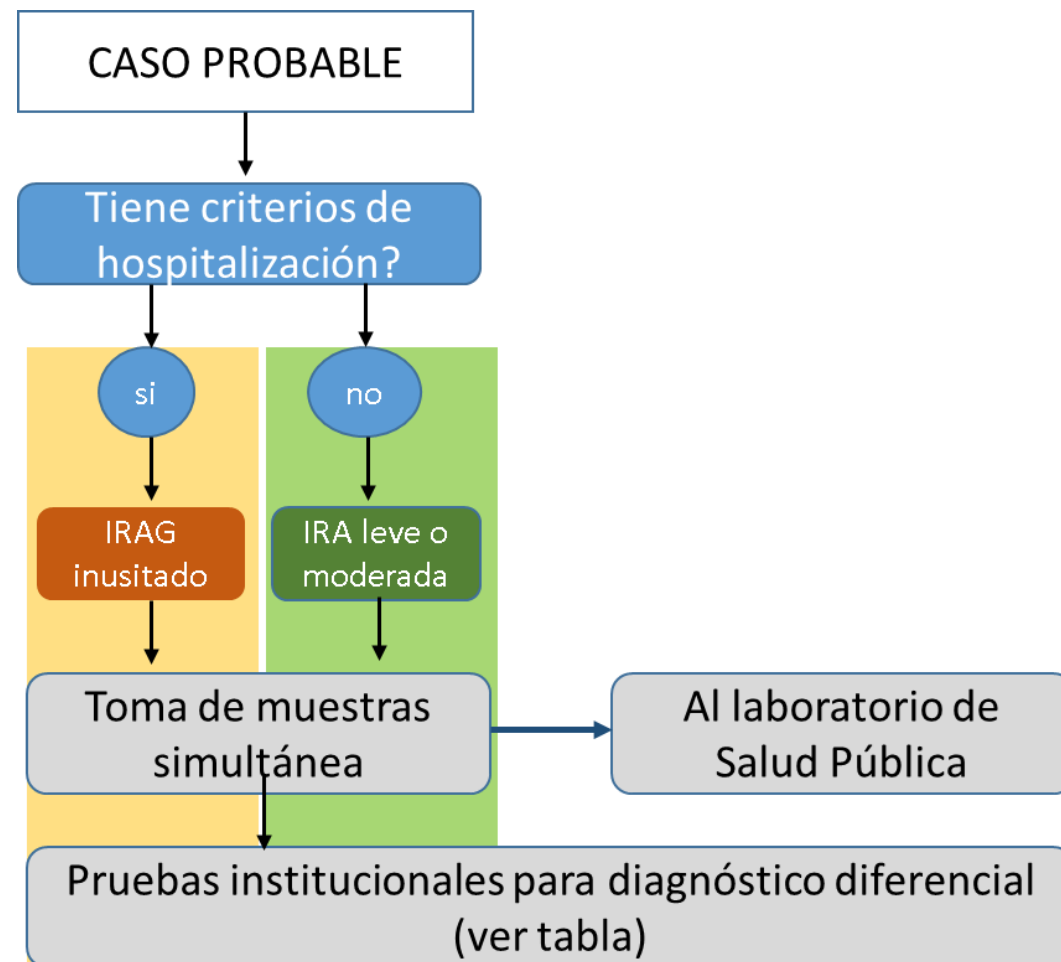 CASO PROBABLE
Tiene criterios de
hospitalización?
si
no
IRAG
inusitado
IRA leve o
moderada
Toma de muestras
simultánea
Al laboratorio de
Salud Pública
Pruebas institucionales para diagnóstico diferencial
(ver tabla)